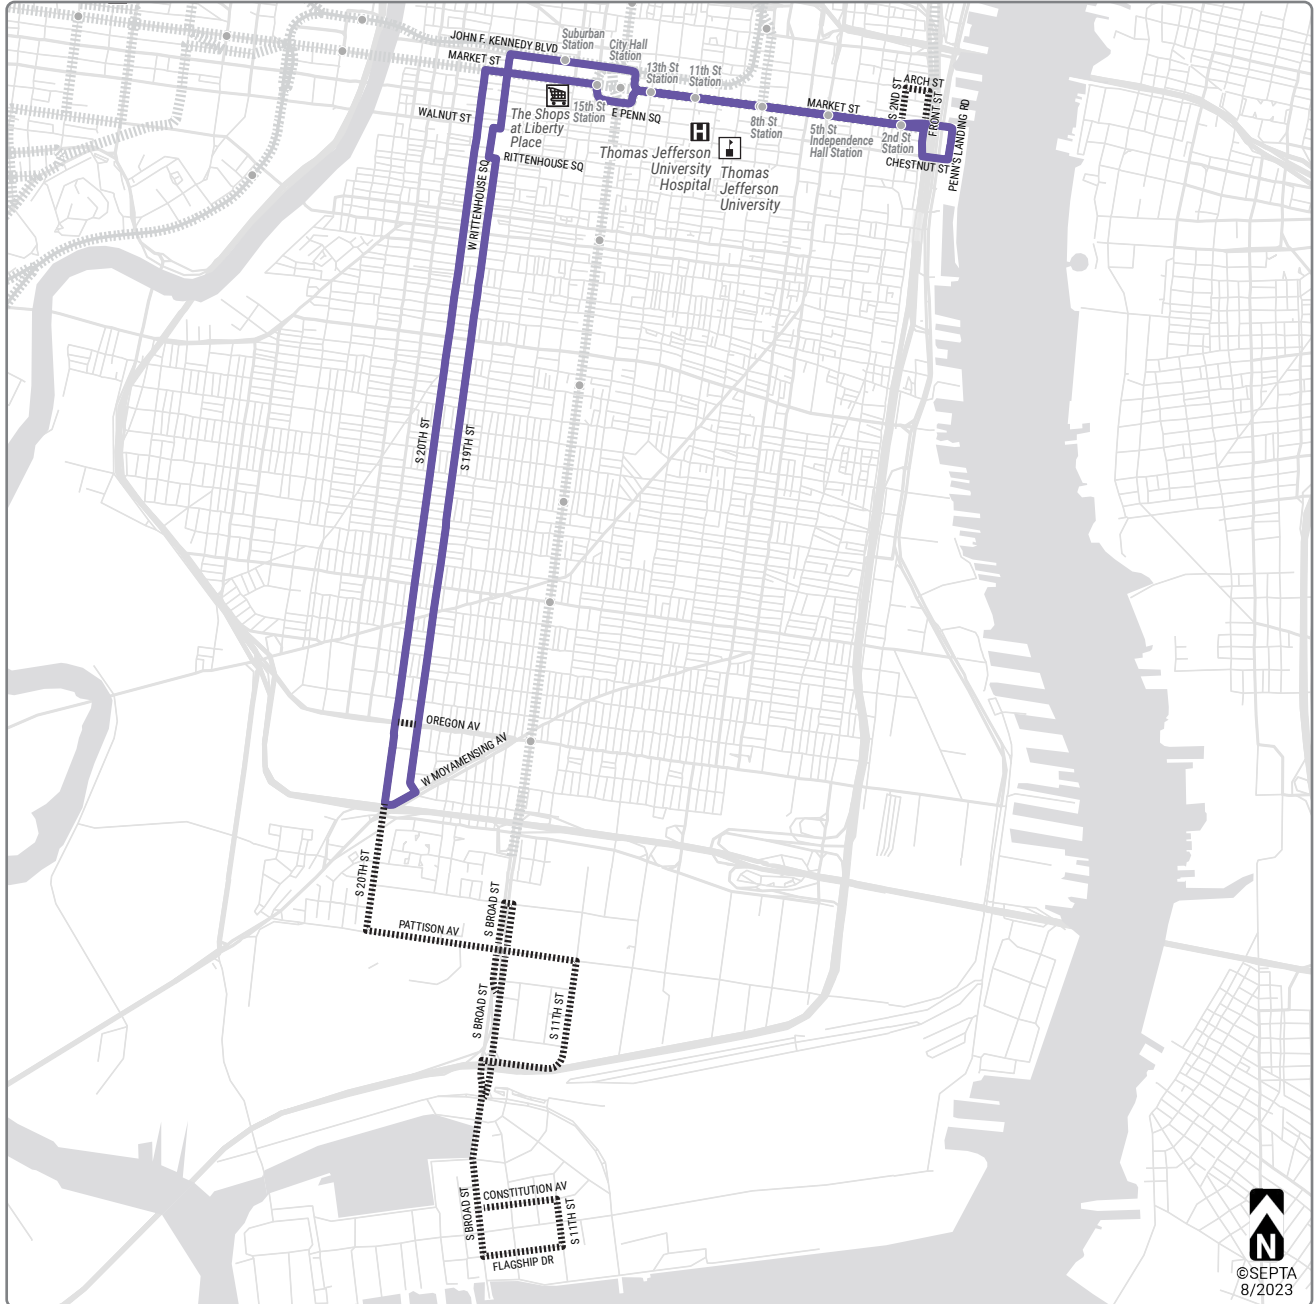 JOHN F. KENNEDY BLVD
Suburban
Station
City Hall
Station
MARKET ST
13th St
Station
11th St
Station
ARCH ST
S 2ND ST
FRONT ST
PENN'S LANDING RD
WALNUT ST
The Shops
at Liberty
Place
15th St
Station
E PENN SQ
MARKET ST
8th St
Station
5th St
Independence
Hall Station
2nd St
Station
CHESTNUT ST
H
Thomas Jefferson
University
Hospital
Thomas
Jefferson
University
RITTENHOUSE SQ
W RITTENHOUSE SQ
S 20TH ST
S 19TH ST
OREGON AV
W MOYAMENSING AV
S 20TH ST
S BROAD ST
PATTISON AV
S BROAD ST
S 11TH ST
CONSTITUTION AV
S BROAD ST
S 11TH ST
FLAGSHIP DR
N
©SEPTA
8/2023